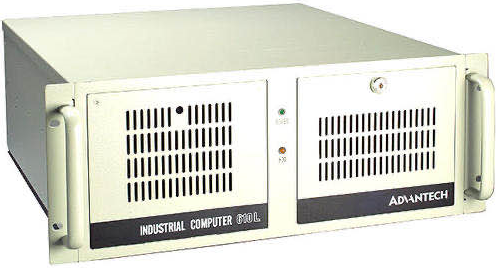 INDUSTRIAL COMPUTER 610L
ADVANTECH